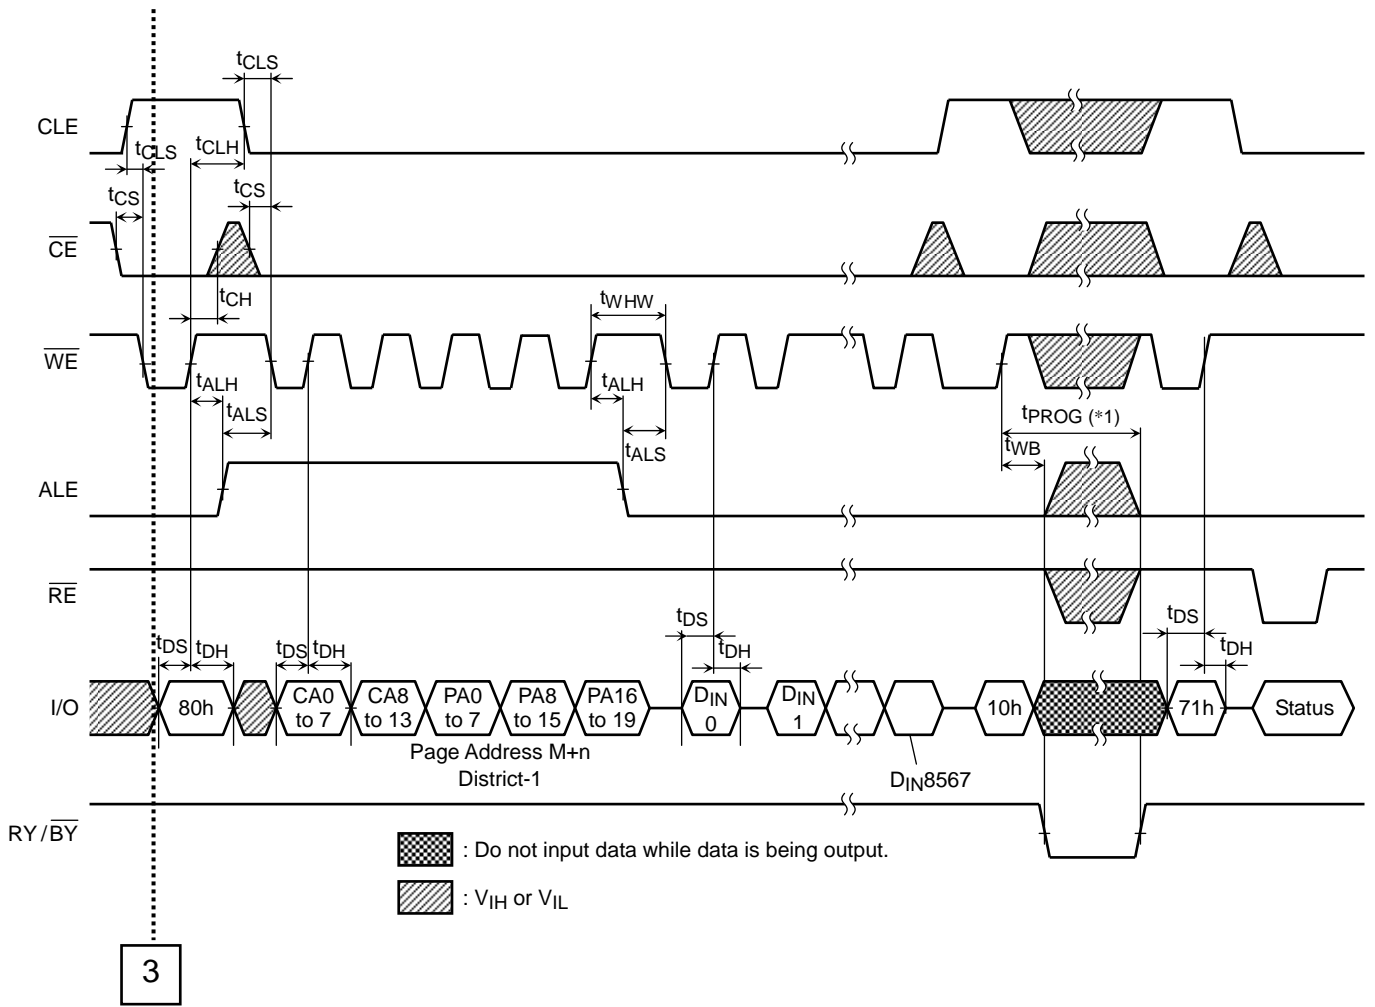 tCLS
CLE
tCLS
tCLH
tCS
tCS
CE
tCH
tWHW
WE
tALH
tALH
tALS
tPROG (*1)
tALS
tWB
ALE
RE
tDS
tDH
tDS
tDH
tDS
tDH
tDS
tDH
I/O
80h
CA0 to 7
CA8 to 13
PA0 to 7
PA8 to 15
PA16 to 19
DIN 0
DIN 1
10h
71h
Status
Page Address M+n
District-1
DIN8567
RY/BY
: Do not input data while data is being output.
: VIH or VIL
3